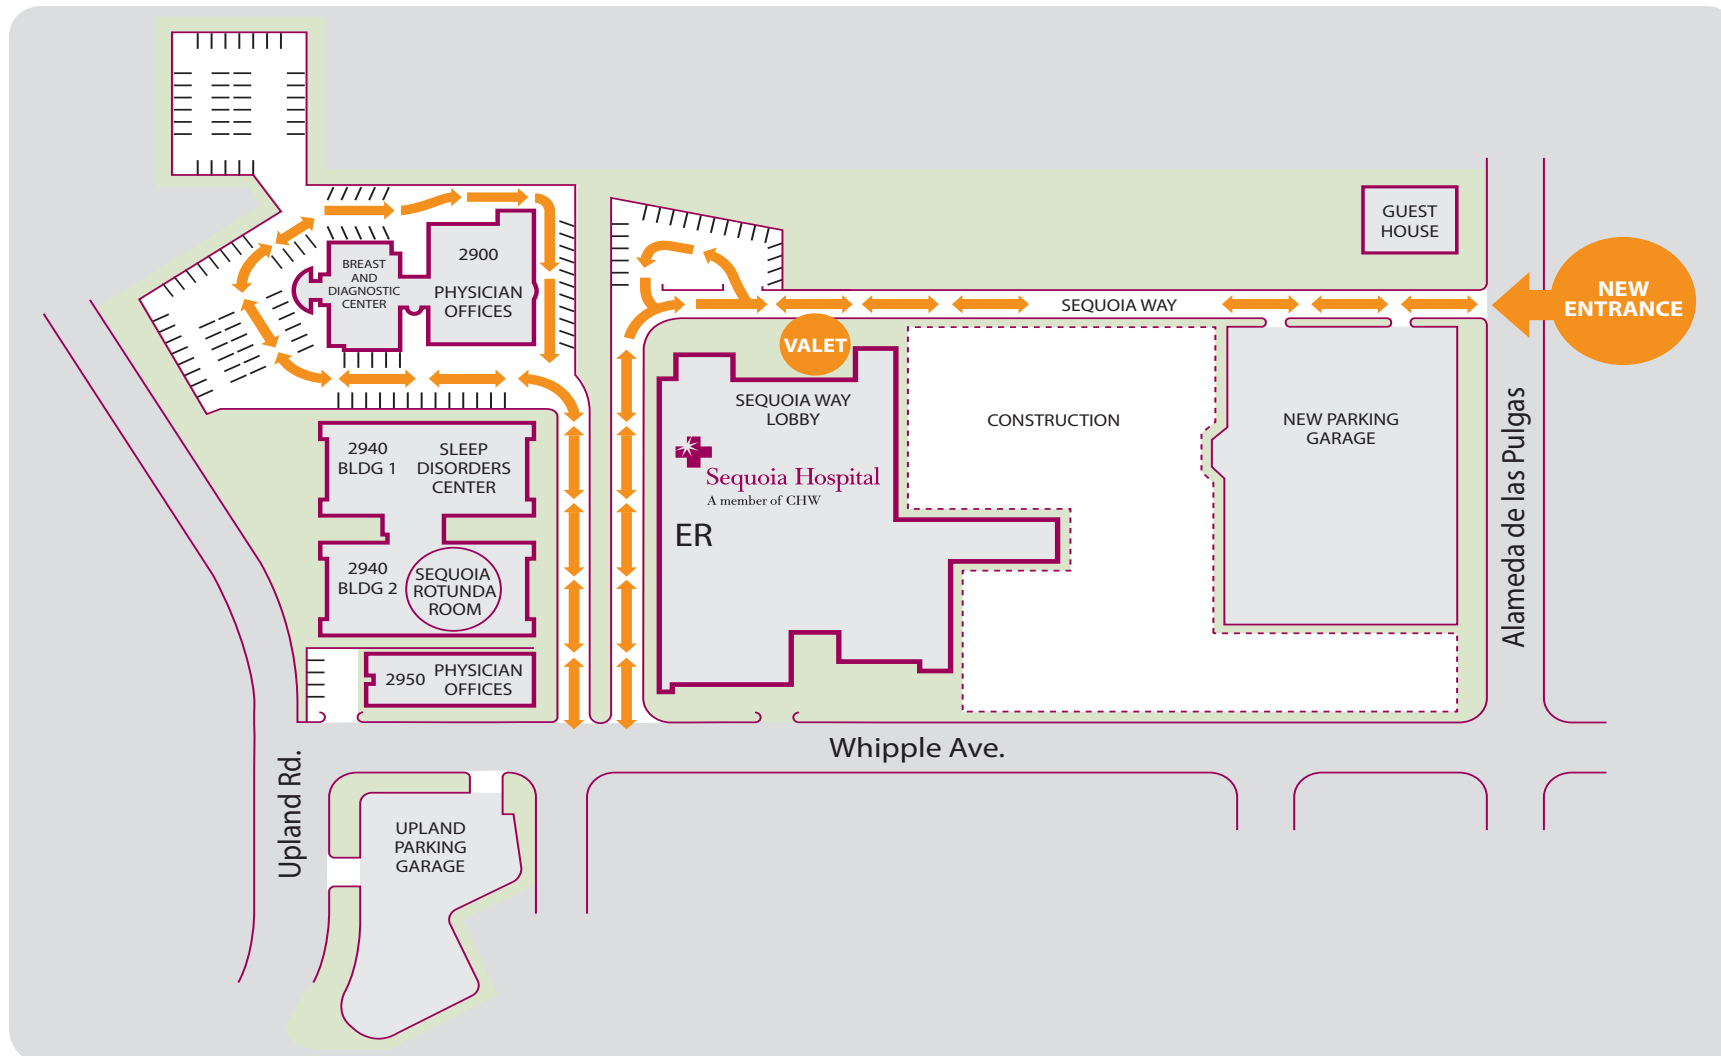 GUEST
HOUSE
2900
PHYSICIAN
OFFICES
BREAST
AND
DIAGNOSTIC
CENTER
NEW
ENTRANCE
SEQUOIA WAY
VALET
SEQUOIA WAY
LOBBY
CONSTRUCTION
NEW PARKING
GARAGE
Alameda de las Pulgas
2940
BLDG 1
SLEEP
DISORDERS
CENTER
Sequoia Hospital
A member of CHW
ER
2940
BLDG 2
SEQUOIA
ROTUNDA
ROOM
2950
PHYSICIAN
OFFICES
Whipple Ave.
Upland Rd.
UPLAND
PARKING
GARAGE